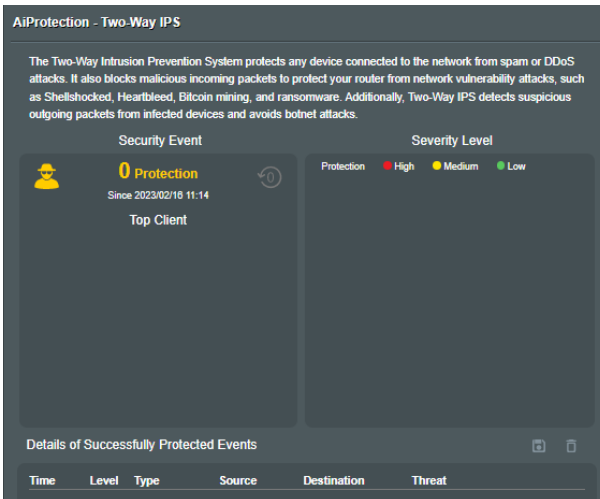 AiProtection - Two-Way IPS
The Two-Way Intrusion Prevention System protects any device connected to the network from spam or DDoS
attacks. It also blocks malicious incoming packets to protect your router from network vulnerability attacks, such
as Shellshocked, Heartbleed, Bitcoin mining, and ransomware. Additionally, Two-Way IPS detects suspicious
outgoing packets from infected devices and avoids botnet attacks.
Security Event
Severity Level
0 Protection
0
Since 2023/02/16 11:14
Top Client
Protection High Medium Low
Details of Successfully Protected Events
Time Level Type Source Destination Threat